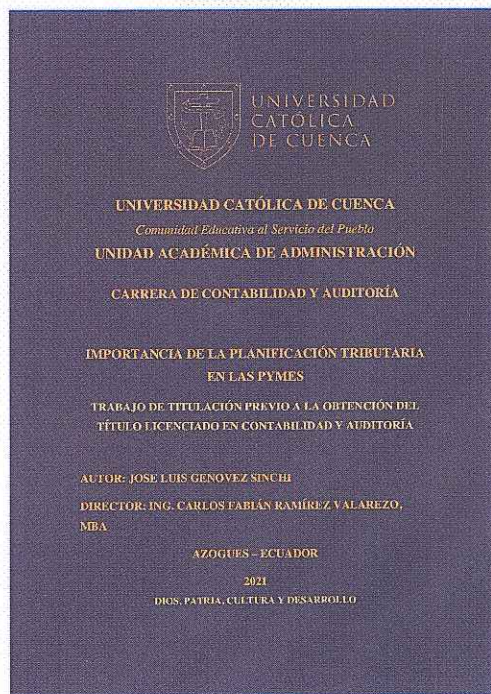 UNIVERSIDAD
CATÓLICA
DE CUENCA
UNIVERSIDAD CATÓLICA DE CUENCA
Comunidad Educativa al Servicio del Pueblo
UNIDAD ACADÉMICA DE ADMINISTRACIÓN
CARRERA DE CONTABILIDAD Y AUDITORÍA
IMPORTANCIA DE LA PLANIFICACIÓN TRIBUTARIA
EN LAS PYMES
TRABAJO DE TITULACIÓN PREVIO A LA OBTENCIÓN DEL
TÍTULO LICENCIADO EN CONTABILIDAD Y AUDITORÍA
AUTOR: JOSE LUIS GENOVEZ SINCHI
DIRECTOR: ING. CARLOS FABIÁN RAMÍREZ VALAREZO,
MBA
AZOGUES – ECUADOR
2021
DIOS, PATRIA, CULTURA Y DESARROLLO